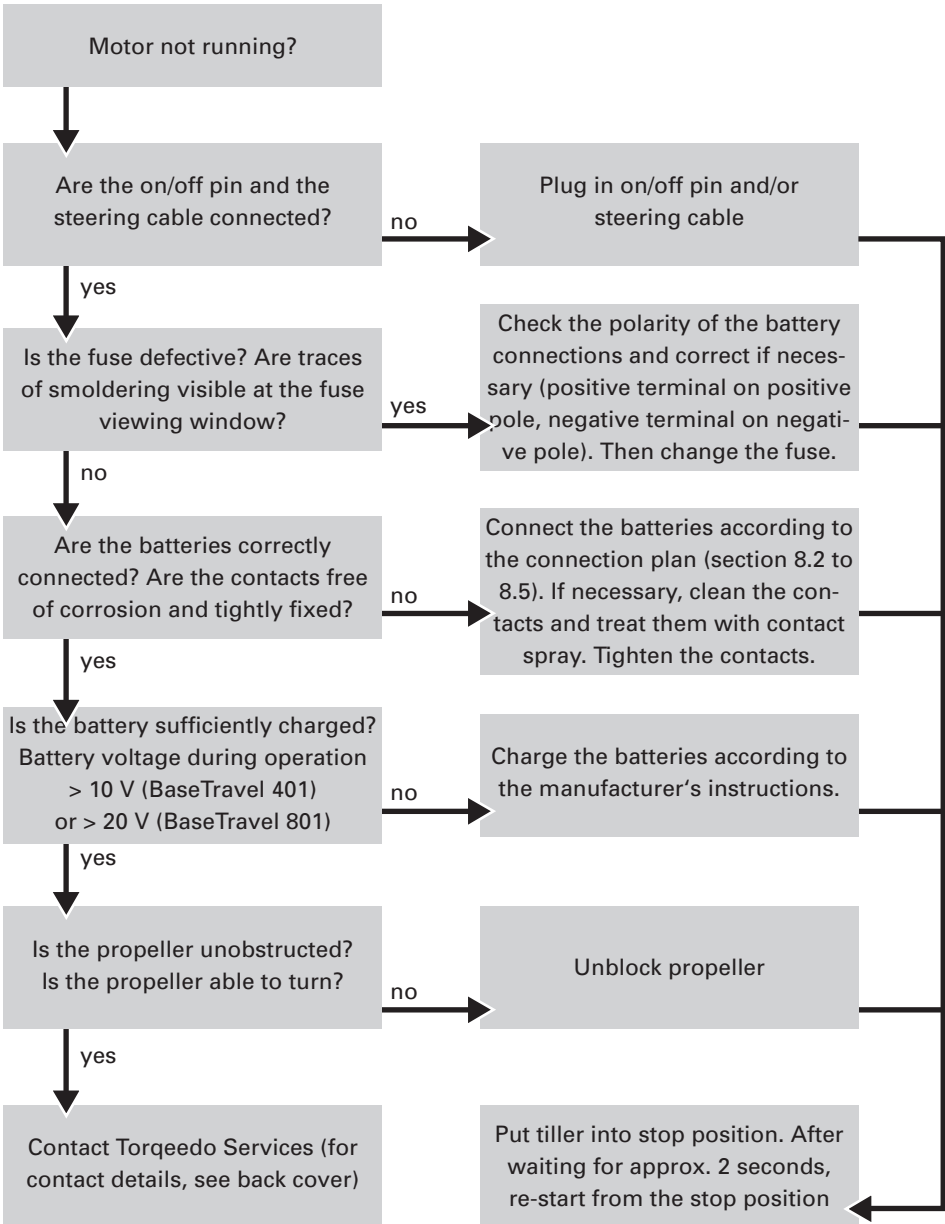 Motor not running?
Are the on/off pin and the
steering cable connected?
no
Plug in on/off pin and/or
steering cable
yes
Is the fuse defective? Are traces
of smoldering visible at the fuse
viewing window?
yes
Check the polarity of the battery
connections and correct if neces-
sary (positive terminal on positive
pole, negative terminal on negati-
ve pole). Then change the fuse.
no
Are the batteries correctly
connected? Are the contacts free
of corrosion and tightly fixed?
no
Connect the batteries according to
the connection plan (section 8.2 to
8.5). If necessary, clean the con-
tacts and treat them with contact
spray. Tighten the contacts.
yes
Is the battery sufficiently charged?
Battery voltage during operation
> 10 V (BaseTravel 401)
or > 20 V (BaseTravel 801)
no
Charge the batteries according to
the manufacturer's instructions.
yes
Is the propeller unobstructed?
Is the propeller able to turn?
no
Unblock propeller
yes
Contact Torqeedo Services (for
contact details, see back cover)
Put tiller into stop position. After
waiting for approx. 2 seconds,
re-start from the stop position